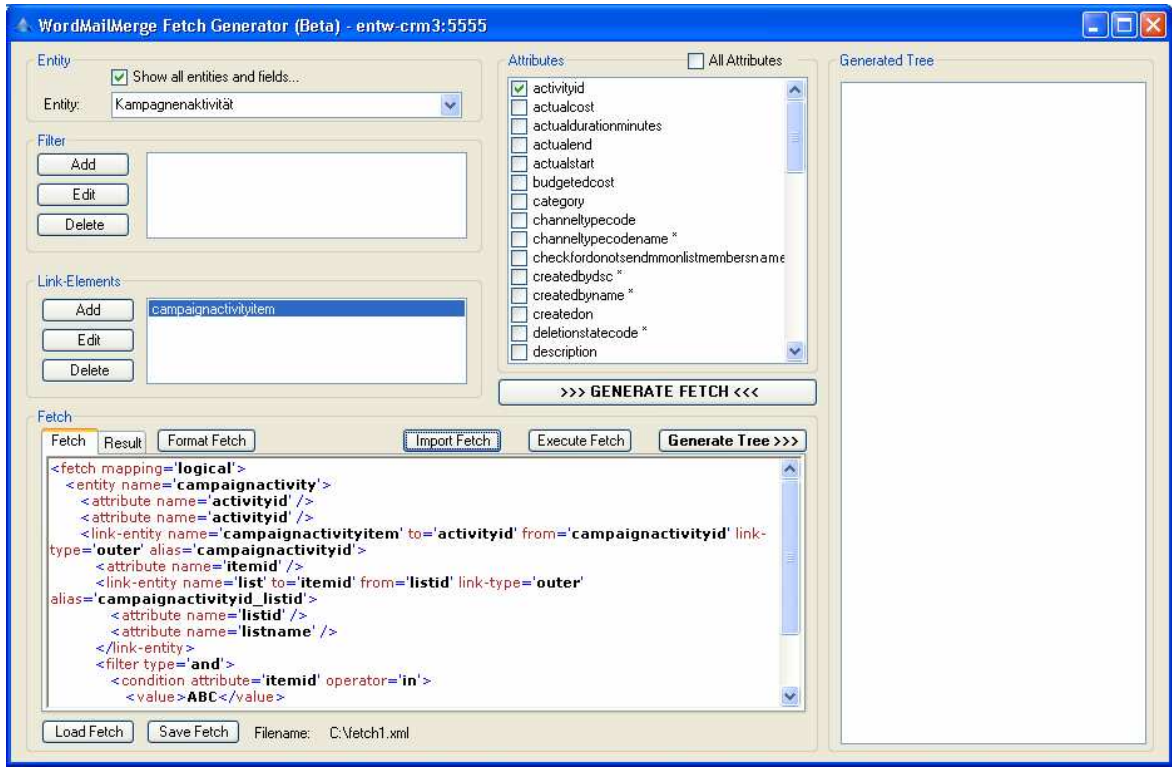 WordMailMerge Fetch Generator (Beta) - entw-crm3:5555
Entity
Show all entities and fields...
Entity:
Kampagnenaktivität
Filter
Add
Edit
Delete
Link-Elements
Add
Edit
Delete
campaignactivityitem
Attributes
All Attributes
activityid
actualcost
actualdurationminutes
actualend
actualstart
budgetedcost
category
channeltypecode
channeltypecodename *
checkfordonotsendmmonlistmembersname
createdbydsc *
createdbyname *
createdon
deletionstatecode *
description
>>> GENERATE FETCH <<<
Generated Tree
Fetch
Fetch
Result
Format Fetch
Import Fetch
Execute Fetch
Generate Tree >>>
<fetch mapping='logical'>
<entity name='campaignactivity'>
<attribute name='activityid' />
<attribute name='activityid' />
<link-entity name='campaignactivityitem' to='activityid' from='campaignactivityid' link-
type='outer' alias='campaignactivityid'>
<attribute name='itemid' />
<link-entity name='list' to='itemid' from='listid' link-type='outer'
alias='campaignactivityid_listid'>
<attribute name='listid' />
<attribute name='listname' />
</link-entity>
<filter type='and'>
<condition attribute='itemid' operator='in'>
<value>ABC</value>
Load Fetch
Save Fetch
Filename:
C:\fetch1.xml